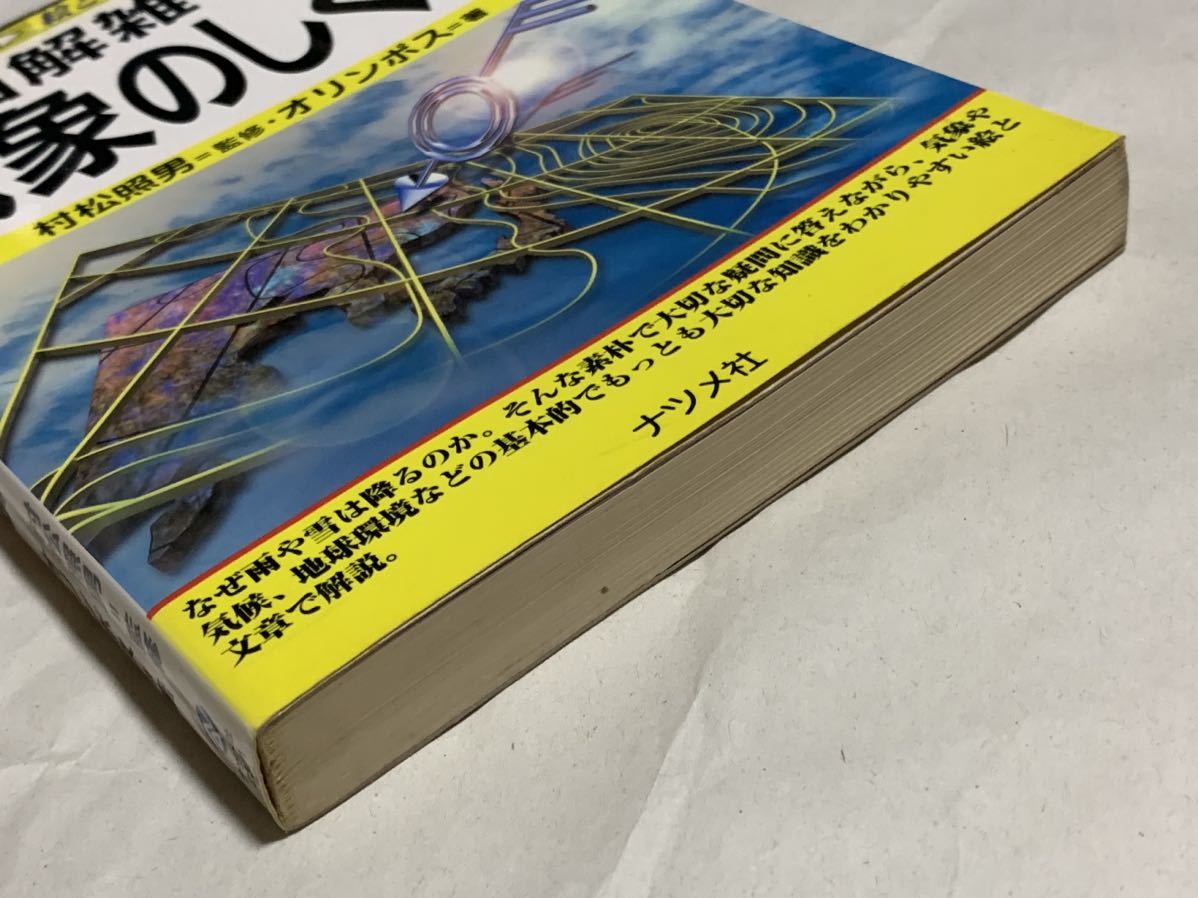 解雑
象のしく
村松照男=監修・オリンポス=著
なぜ雨や雪は降るのか。そんな素朴で大切な疑問に答えながら、気象や
気候、地球環境などの基本的でもっとも大切な知識をわかりやすい絵と
文章で解説。
ナツメ社